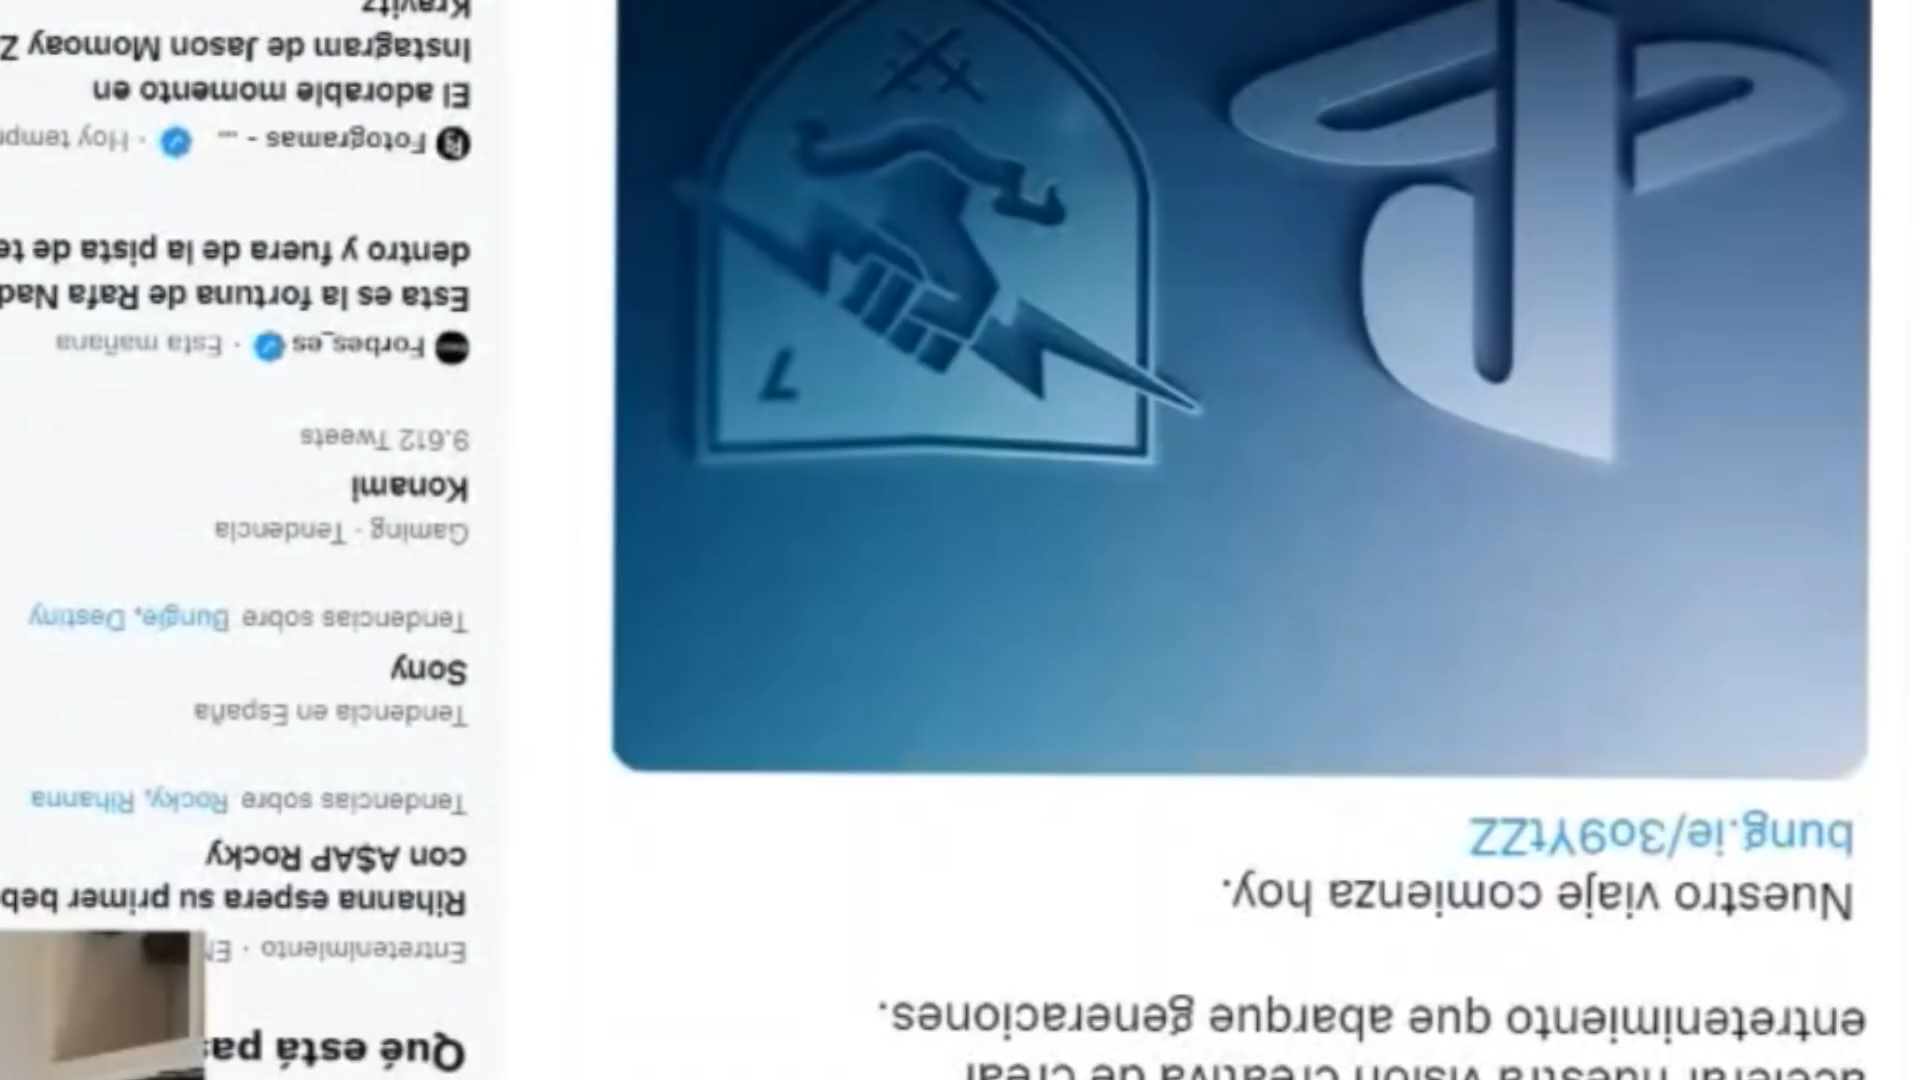 entretenimiento que abarque generaciones.
Nuestro viaje comienza hoy.
bung.ie/3o9YtZZ
7
Qué está
Entretenimiento ·
Rihanna espera su primer
con A$AP Rocky
Tendencias sobre Rocky, Rihanna
Tendencia en España
Sony
Tendencias sobre Bungie, Destiny
Gaming · Tendencia
Konami
9.612 Tweets
Forbes_es · Esta mañana
Esta es la fortuna de Rafa
dentro y fuera de la pista de
Fotogramas - ... · Hoy
El adorable momento en
Instagram de Jason Momoay
Kravitz